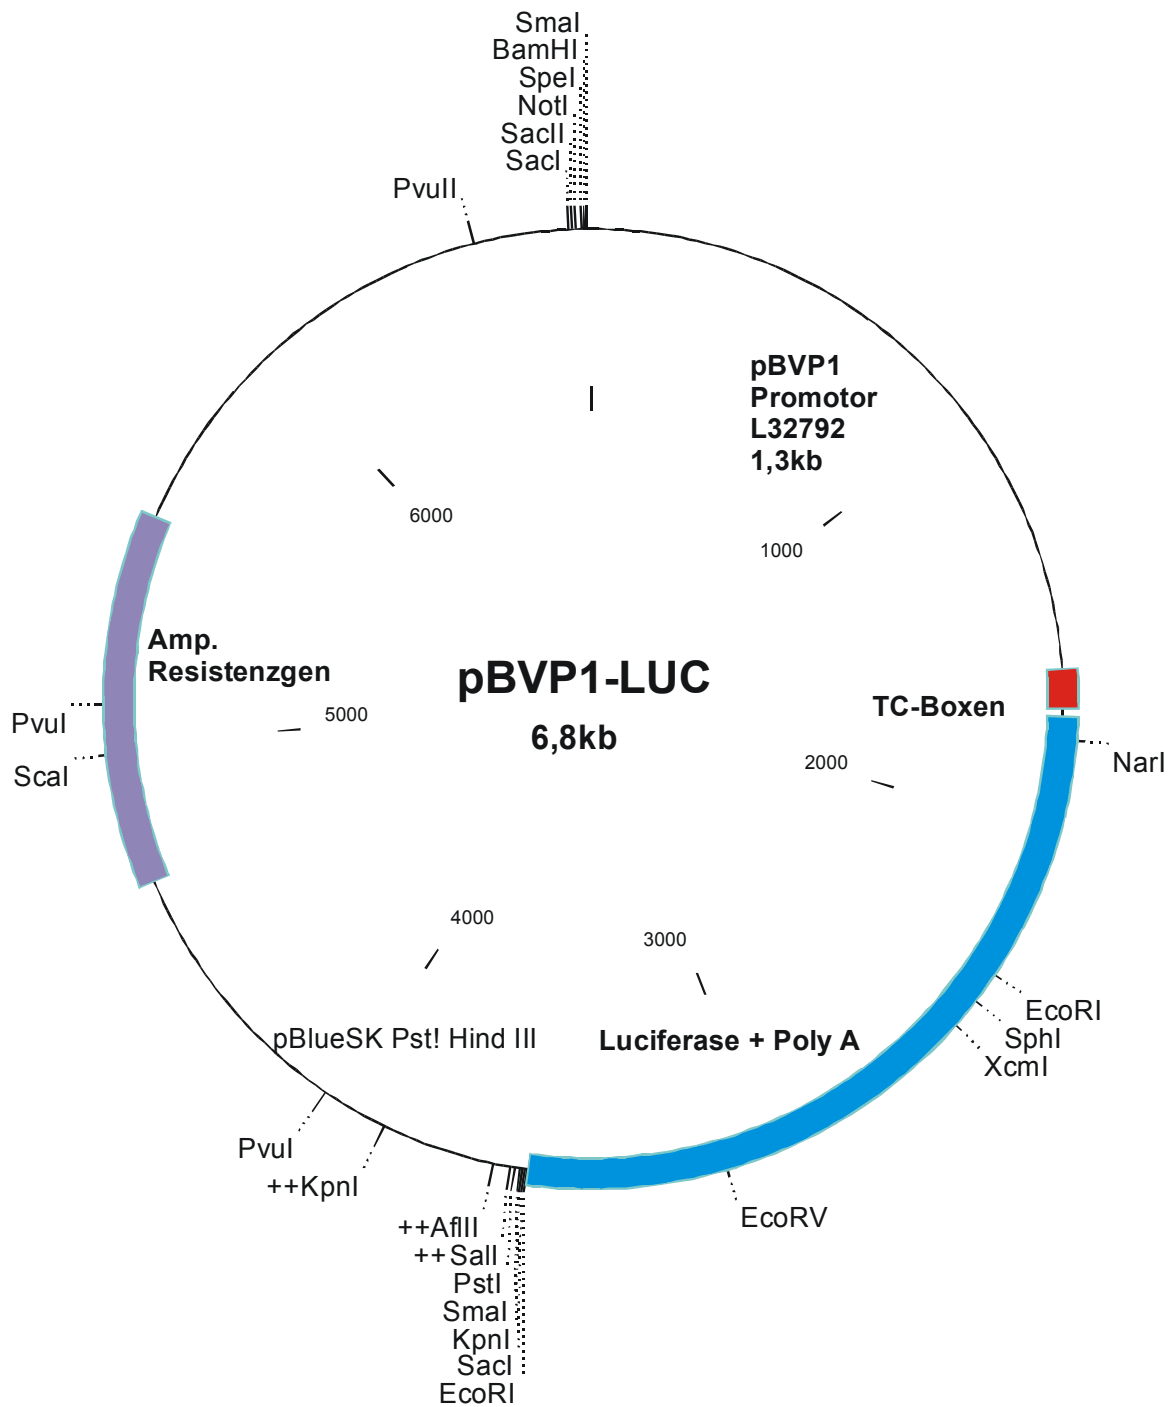 SmaI
BamHI
SpeI
NotI
SacII
SacI
PvuII
pBVP1
Promotor
L32792
1,3kb
6000
1000
Amp.
Resistenzgen
pBVP1-LUC
6,8kb
5000
TC-Boxen
PvuI
ScaI
NarI
2000
4000
3000
EcoRI
SphI
XcmI
pBlueSK Pst! Hind III
Luciferase + Poly A
PvuI
++KpnI
EcoRV
++AflII
++SalI
PstI
SmaI
KpnI
SacI
EcoRI